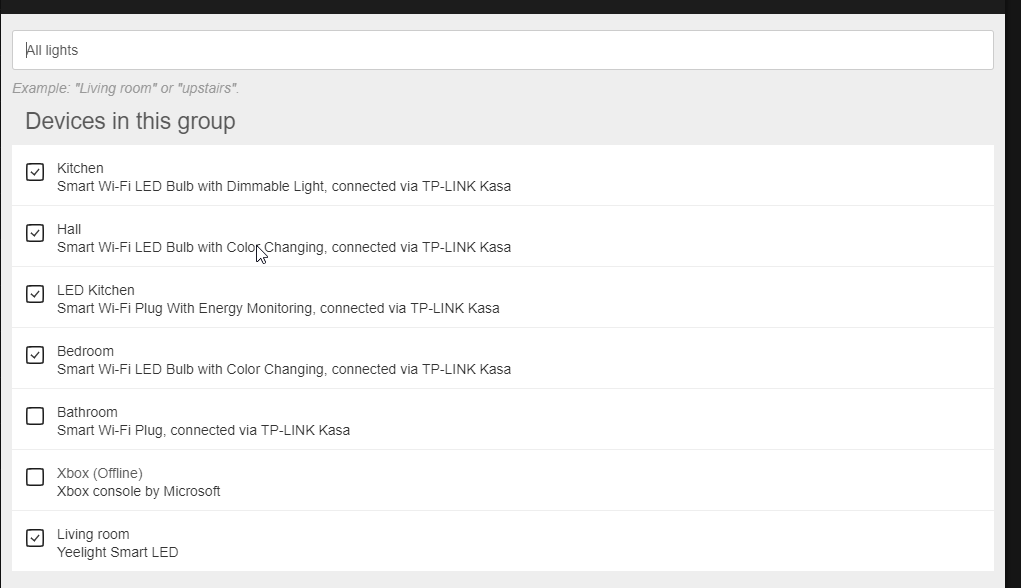 All lights
Example: "Living room" or "upstairs".
Devices in this group
Kitchen
Smart Wi-Fi LED Bulb with Dimmable Light, connected via TP-LINK Kasa
Hall
Smart Wi-Fi LED Bulb with Color Changing, connected via TP-LINK Kasa
LED Kitchen
Smart Wi-Fi Plug With Energy Monitoring, connected via TP-LINK Kasa
Bedroom
Smart Wi-Fi LED Bulb with Color Changing, connected via TP-LINK Kasa
Bathroom
Smart Wi-Fi Plug, connected via TP-LINK Kasa
Xbox (Offline)
Xbox console by Microsoft
Living room
Yeelight Smart LED